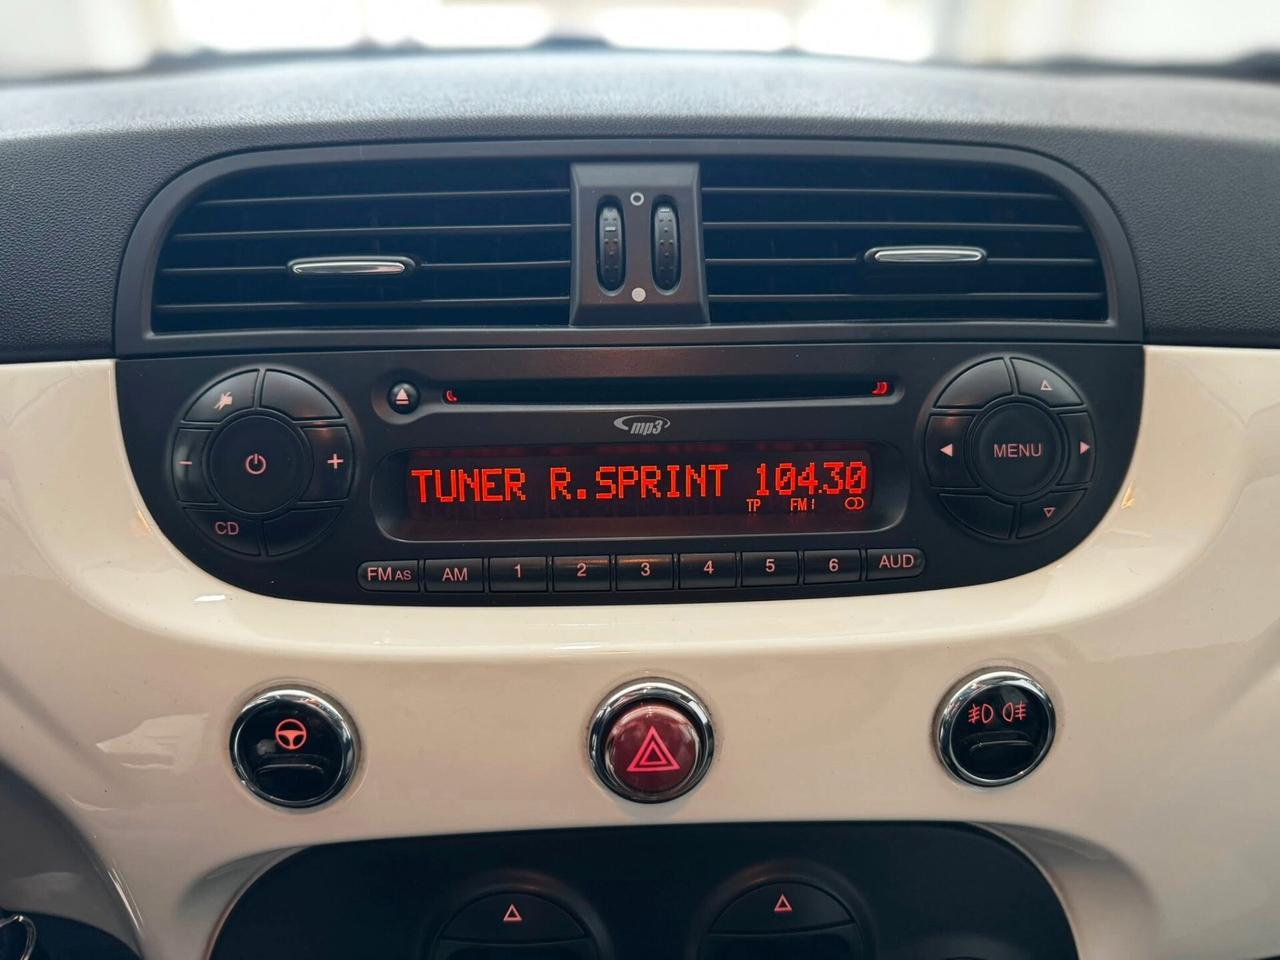 mp3
TUNER R.SPRINT 104.30
TP FM1
- +
CD
MENU
FM AS AM 1 2 3 4 5 6 AUD